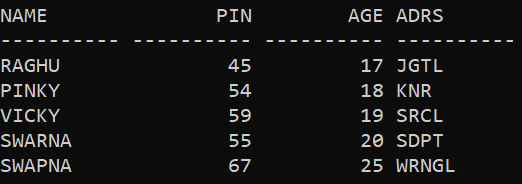 NAME              PIN        AGE ADRS
---------- ---------- ---------- ----------
RAGHU              45         17 JGTL
PINKY              54         18 KNR
VICKY              59         19 SRCL
SWARNA             55         20 SDPT
SWAPNA             67         25 WRNGL